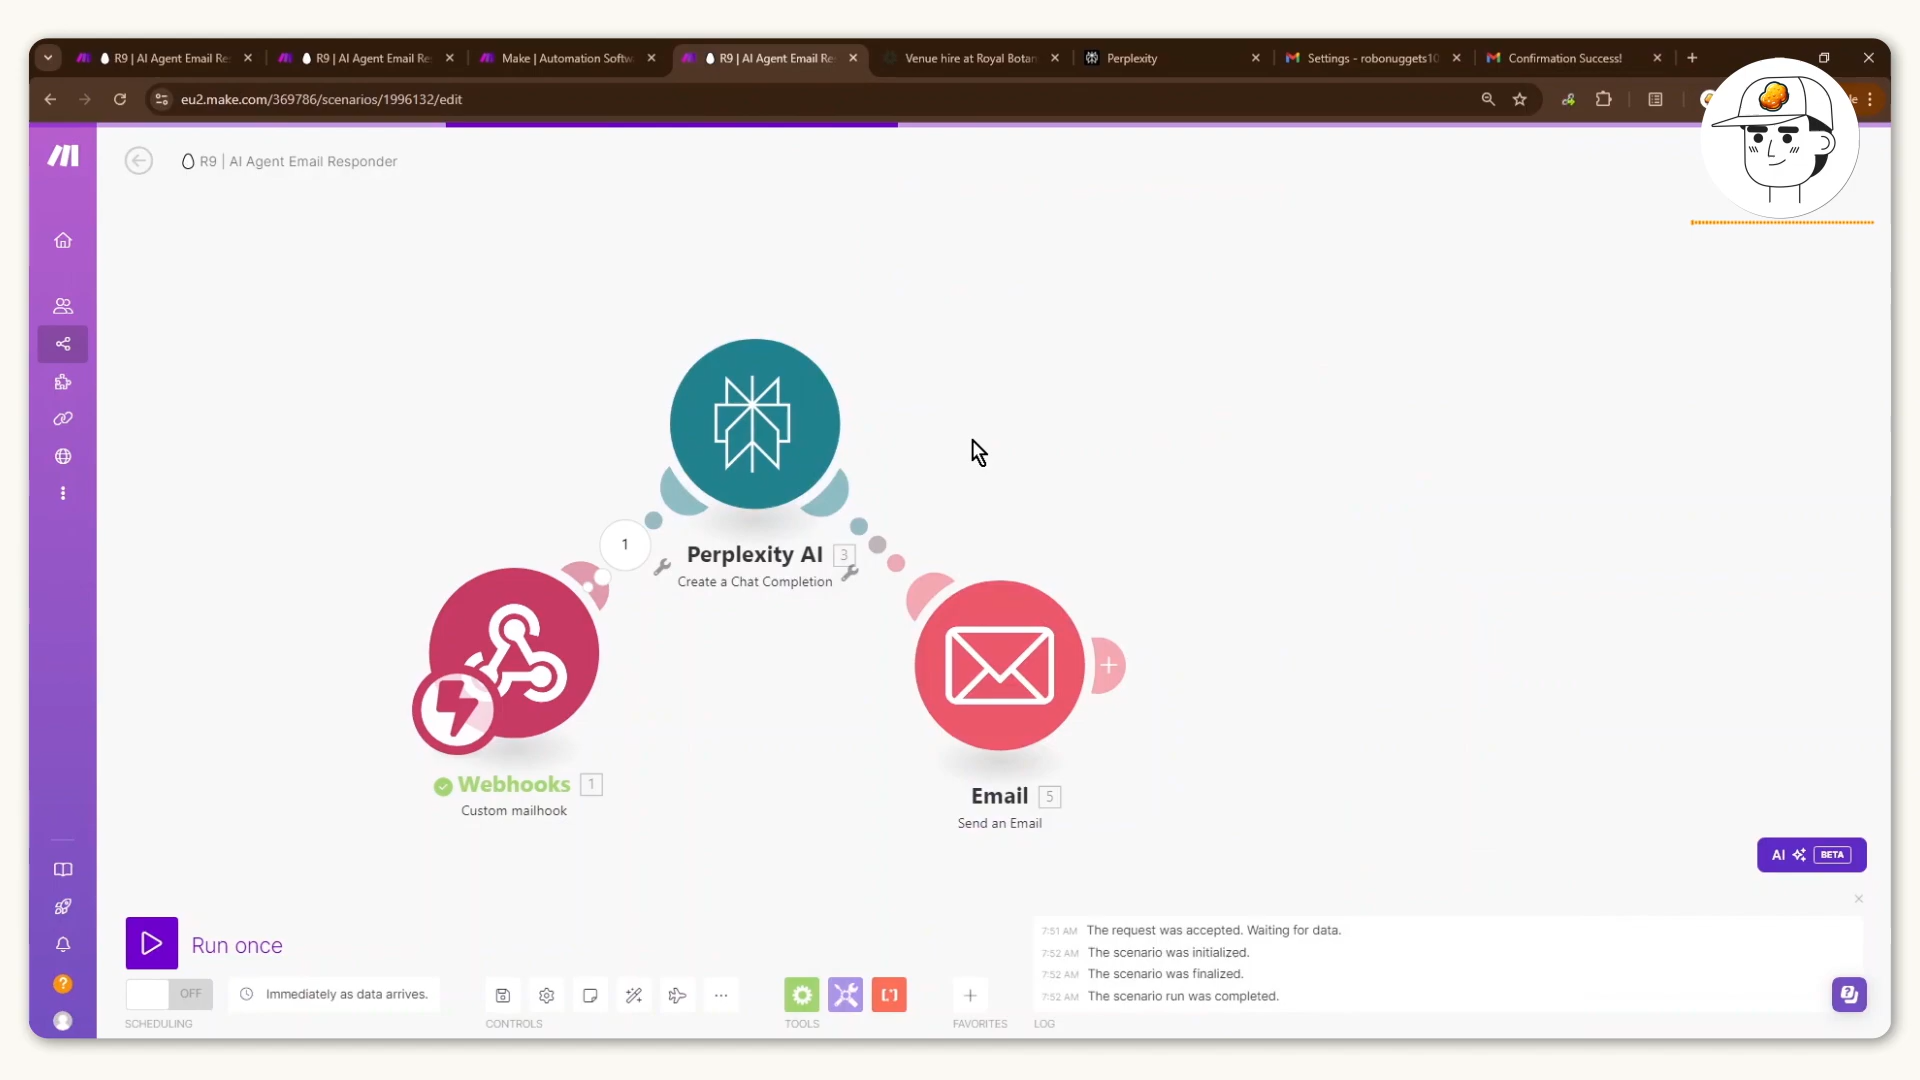 R9 | AI Agent Email Re
R9 | AI Agent Email Re
Make | Automation Softw
R9 | AI Agent Email Re
Venue hire at Royal Botan
Perplexity
Settings - robonuggets10
Confirmation Success!
eu2.make.com/369786/scenarios/1996132/edit
R9 | AI Agent Email Responder
1
Perplexity AI 3
Create a Chat Completion
Webhooks 1
Custom mailhook
Email 5
Send an Email
AI BETA
Run once
OFF
Immediately as data arrives.
SCHEDULING
CONTROLS
TOOLS
FAVORITES
LOG
7:51 AM The request was accepted. Waiting for data.
7:52 AM The scenario was initialized.
7:52 AM The scenario was finalized.
7:52 AM The scenario run was completed.